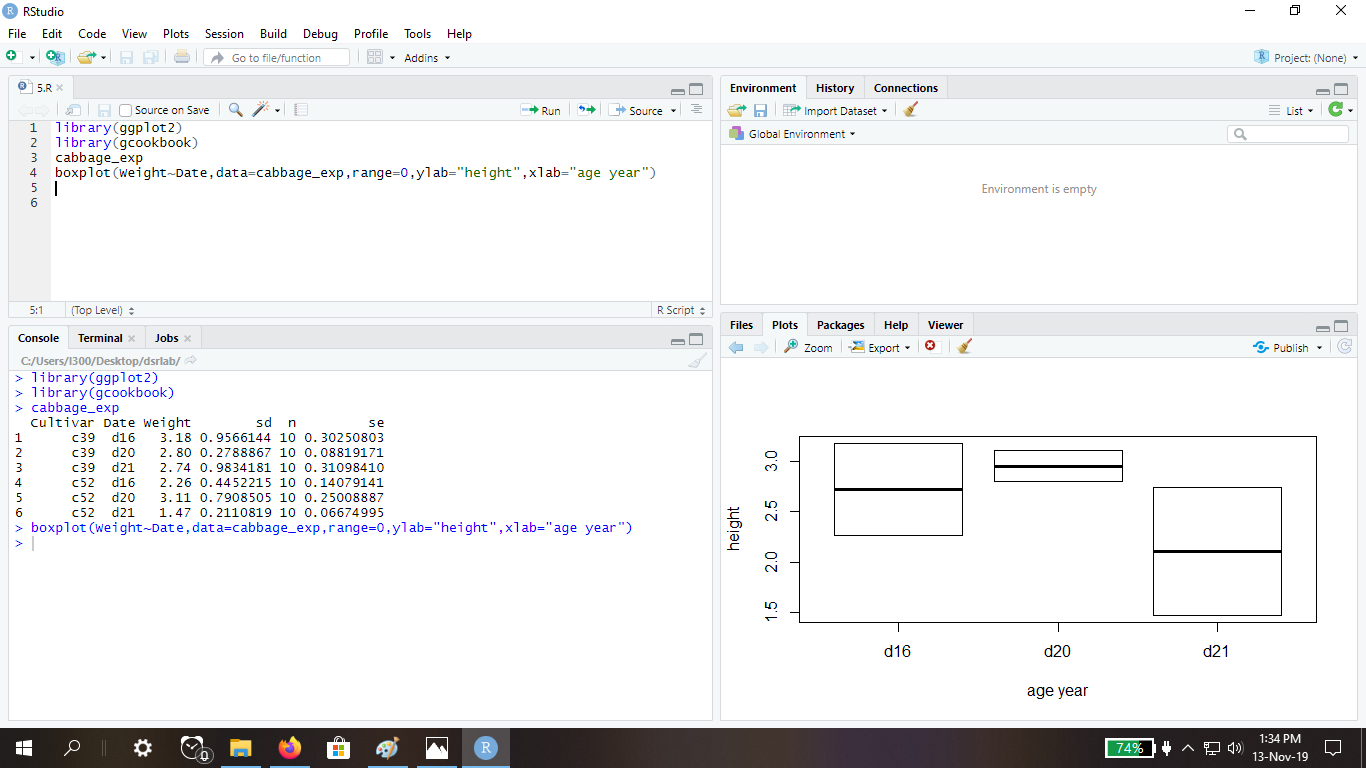 RStudio
File Edit Code View Plots Session Build Debug Profile Tools Help
Go to file/function Addins Project: (None)
5.R
Source on Save Run Source
1 library(ggplot2)
2 library(gcookbook)
3 cabbage_exp
4 boxplot(Weight~Date,data=cabbage_exp,range=0,ylab="height",xlab="age year")
5
6
5:1 (Top Level) R Script
Console Terminal Jobs
C:/Users/l300/Desktop/dsrlab/
> library(ggplot2)
> library(gcookbook)
> cabbage_exp
Cultivar Date Weight sd n se
1 c39 d16 3.18 0.9566144 10 0.30250803
2 c39 d20 2.80 0.2788867 10 0.08819171
3 c39 d21 2.74 0.9834181 10 0.31098410
4 c52 d16 2.26 0.4452215 10 0.14079141
5 c52 d20 3.11 0.7908505 10 0.25008887
6 c52 d21 1.47 0.2110819 10 0.06674995
> boxplot(Weight~Date,data=cabbage_exp,range=0,ylab="height",xlab="age year")
>
Environment History Connections
Import Dataset List
Global Environment
Environment is empty
Files Plots Packages Help Viewer
Zoom Export Publish
3.0
2.5
2.0
1.5
height
d16 d20 d21
age year
74% 1:34 PM
13-Nov-19